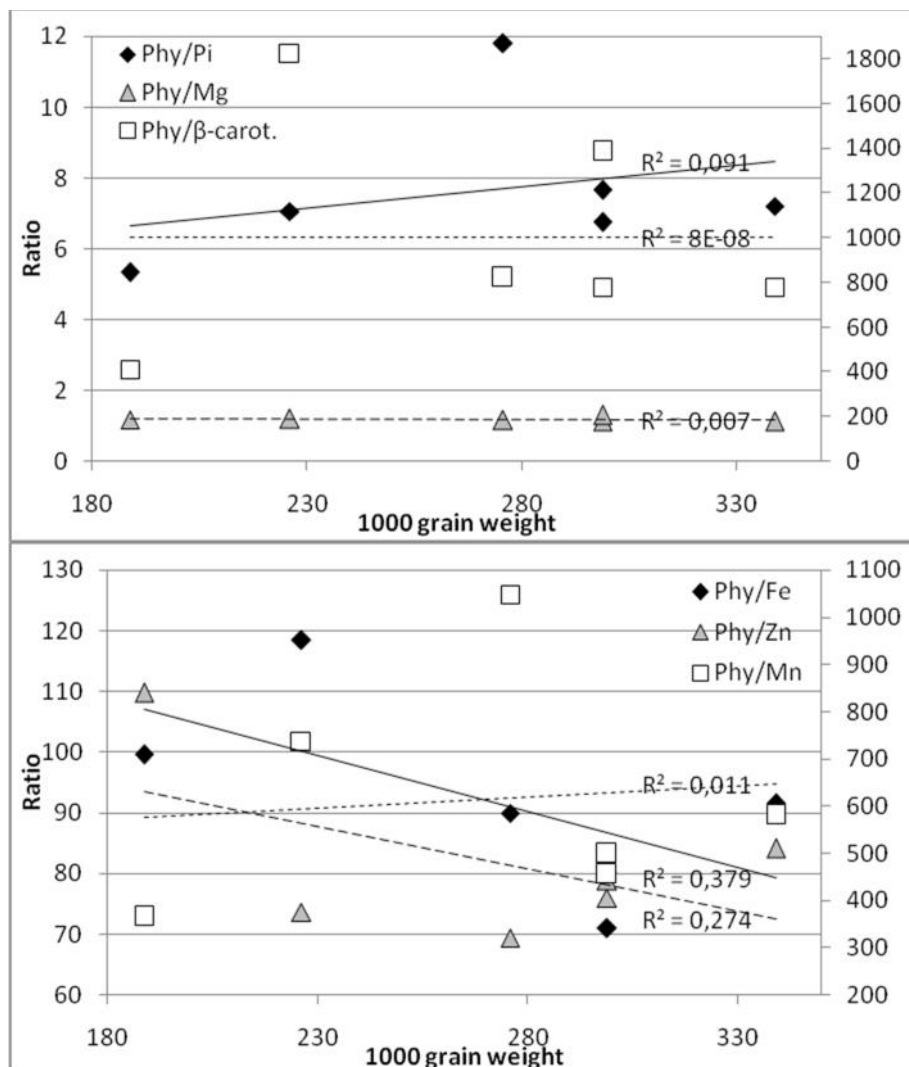 12
10
8
6
4
2
0
Ratio
Phy/Pi
Phy/Mg
Phy/β-carot.
R² = 0,091
R² = 8E-08
R² = 0,007
1800
1600
1400
1200
1000
800
600
400
200
0
180 230 280 330
1000 grain weight
130
120
110
100
90
80
70
60
Ratio
Phy/Fe
Phy/Zn
Phy/Mn
R² = 0,011
R² = 0,379
R² = 0,274
1100
1000
900
800
700
600
500
400
300
200
180 230 280 330
1000 grain weight